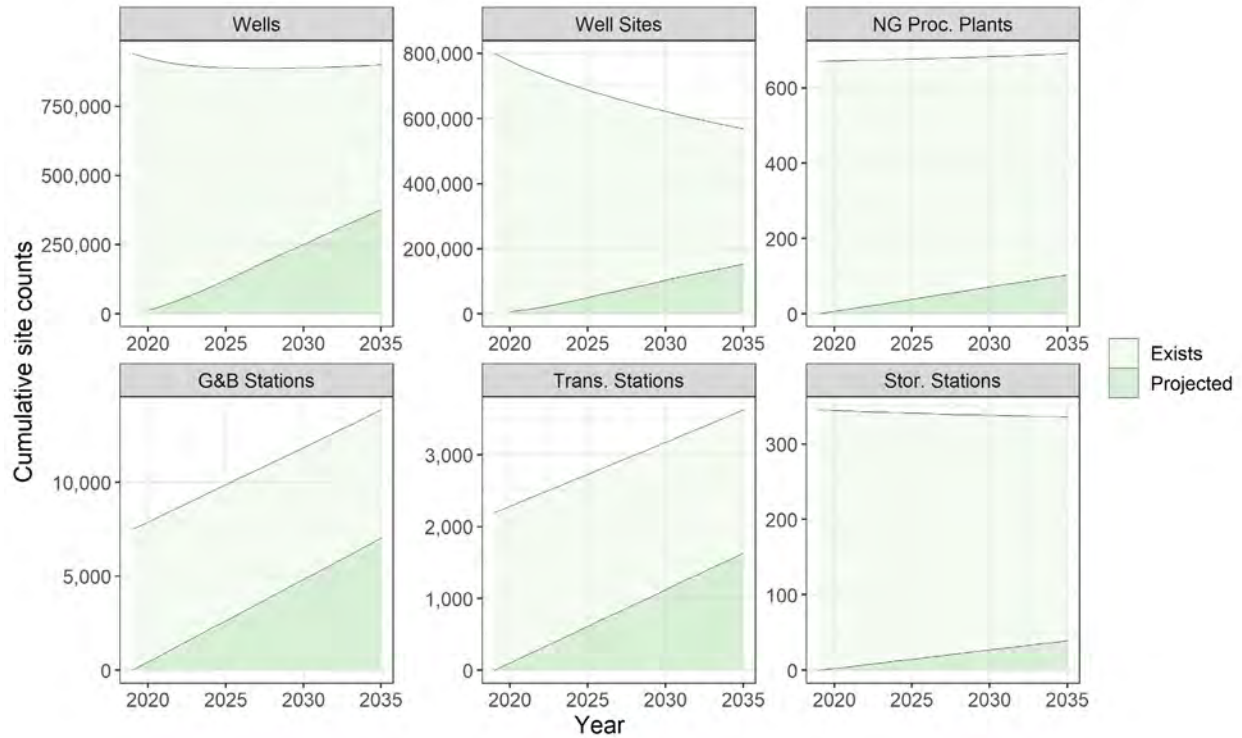 Wells
Well Sites
NG Proc. Plants
750,000
500,000
250,000
0
800,000
600,000
400,000
200,000
0
600
400
200
0
2020 2025 2030 2035
2020 2025 2030 2035
2020 2025 2030 2035
G&B Stations
Trans. Stations
Stor. Stations
10,000
5,000
0
3,000
2,000
1,000
0
300
200
100
0
2020 2025 2030 2035
2020 2025 2030 2035
2020 2025 2030 2035
Cumulative site counts
Year
Exists
Projected